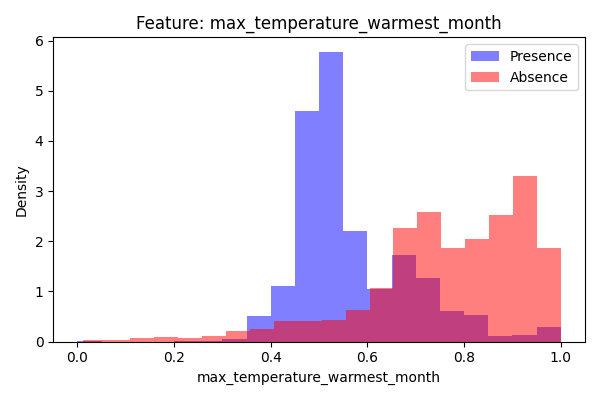 Feature: max_temperature_warmest_month
Presence
Absence
Density
6
5
4
3
2
1
0
0.0 0.2 0.4 0.6 0.8 1.0
max_temperature_warmest_month